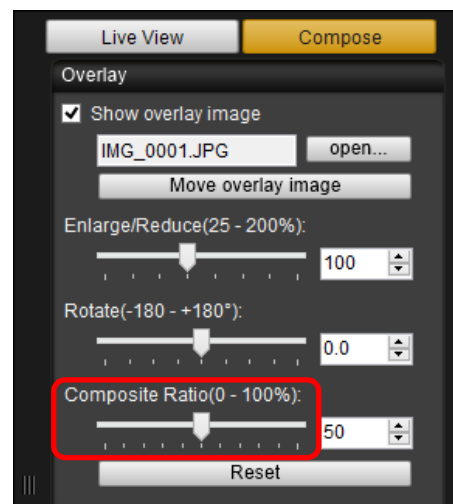 Live View Compose
Overlay
Show overlay image
IMG_0001.JPG open...
Move overlay image
Enlarge/Reduce(25 - 200%):
100
Rotate(-180 - +180°):
0.0
Composite Ratio(0 - 100%):
50
Reset